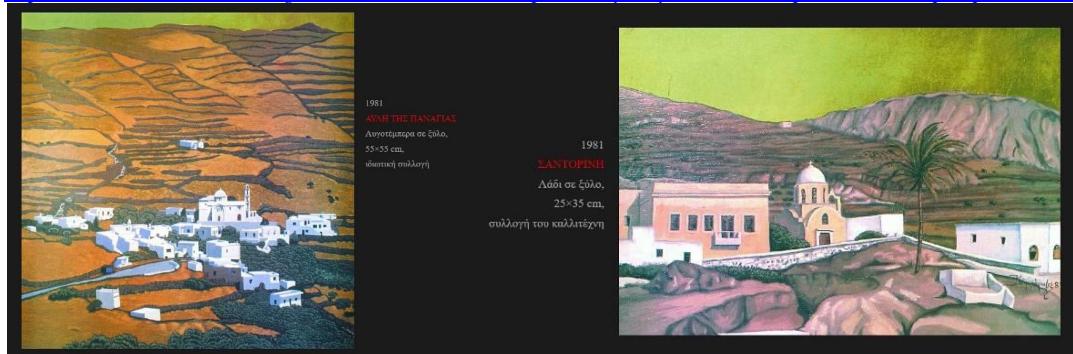 1981
ΑΥΛΗ ΤΗΣ ΠΑΝΑΓΙΑΣ
Αυγοτέμπερα σε ξύλο,
55×55 cm,
ιδιωτική συλλογή
1981
ΣΑΝΤΟΡΙΝΗ
Λάδι σε ξύλο,
25×35 cm,
συλλογή του καλλιτέχνη